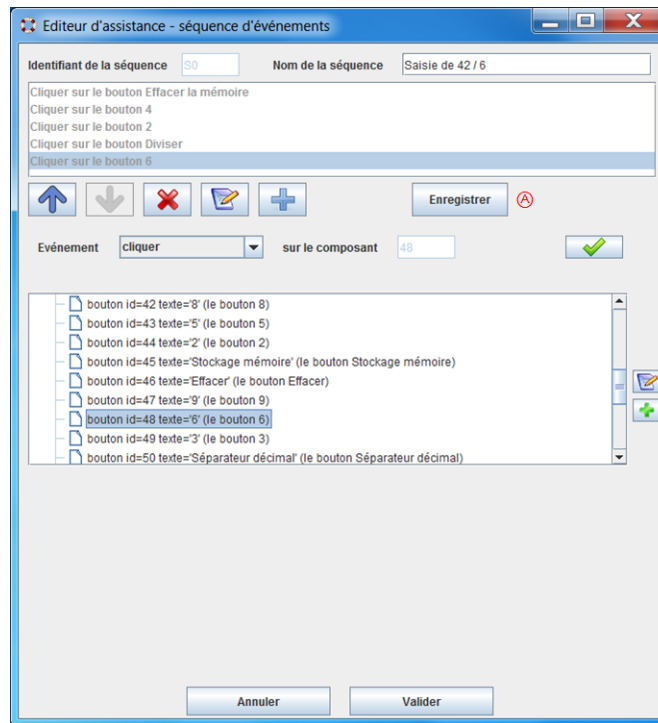 Editeur d'assistance - séquence d'événements
Identifiant de la séquence S0 Nom de la séquence Saisie de 42 / 6
Cliquer sur le bouton Effacer la mémoire
Cliquer sur le bouton 4
Cliquer sur le bouton 2
Cliquer sur le bouton Diviser
Cliquer sur le bouton 6
Enregistrer A
Evénement cliquer sur le composant 48
bouton id=42 texte='8' (le bouton 8)
bouton id=43 texte='5' (le bouton 5)
bouton id=44 texte='2' (le bouton 2)
bouton id=45 texte='Stockage mémoire' (le bouton Stockage mémoire)
bouton id=46 texte='Effacer' (le bouton Effacer)
bouton id=47 texte='9' (le bouton 9)
bouton id=48 texte='6' (le bouton 6)
bouton id=49 texte='3' (le bouton 3)
bouton id=50 texte='Séparateur décimal' (le bouton Séparateur décimal)
Annuler Valider